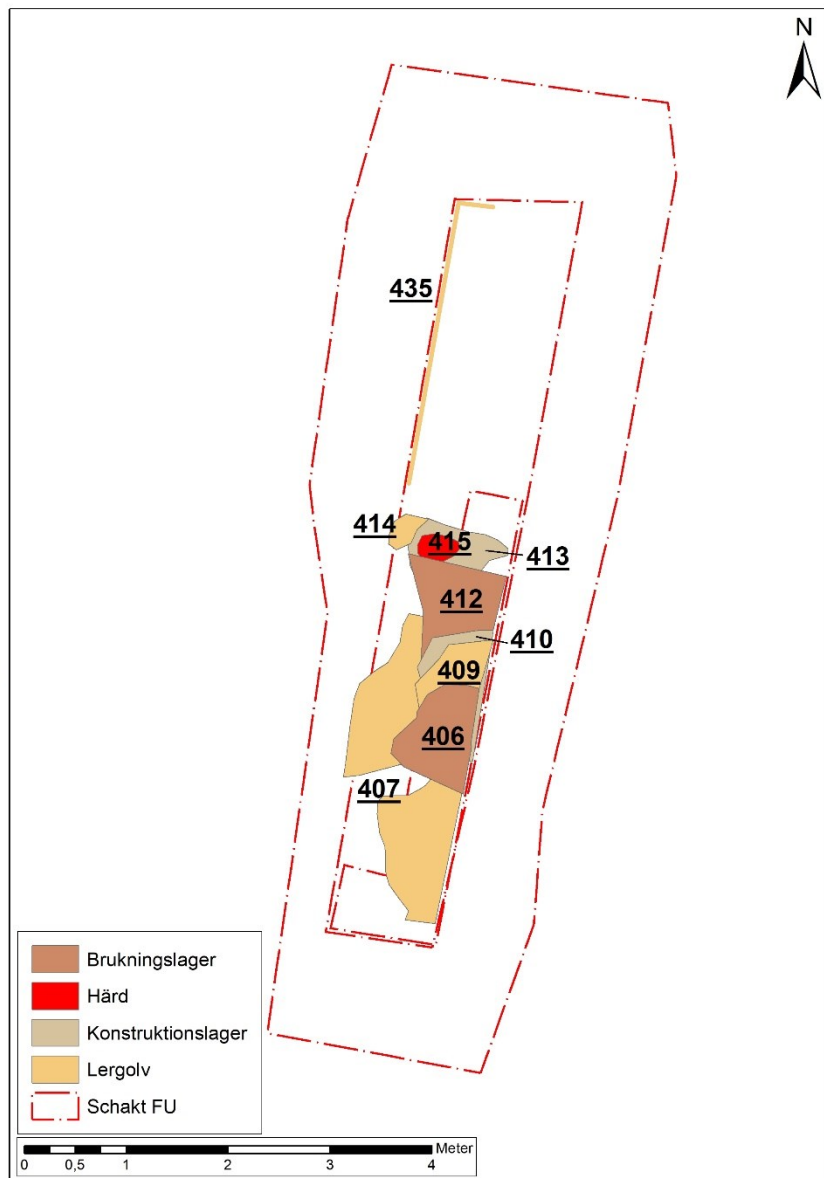 N
435
414
415
413
412
410
409
406
407
Brukningslager
Härd
Konstruktionslager
Lergolv
Schakt FU
Meter
0 0,5 1 2 3 4